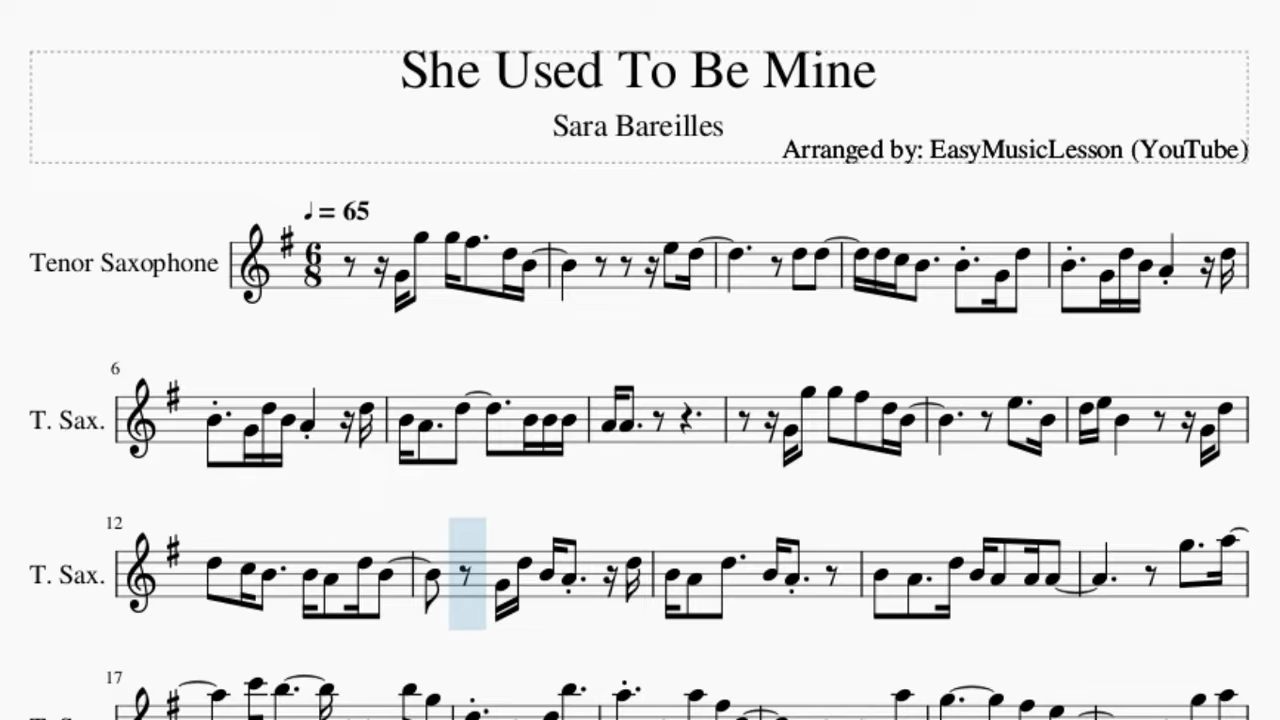 She Used To Be Mine
Sara Bareilles
Arranged by: EasyMusicLesson (YouTube)
♩ = 65
Tenor Saxophone
6
8
6
T. Sax.
12
T. Sax.
17